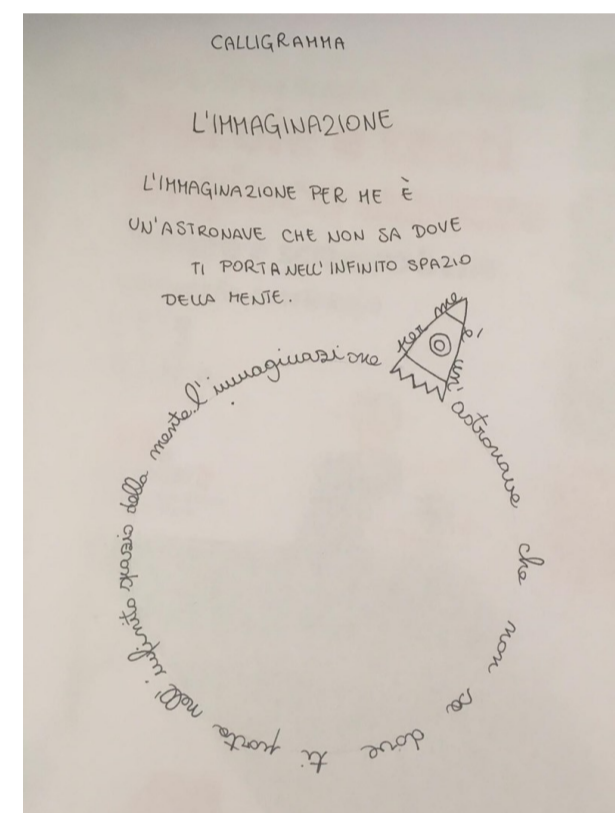 CALLIGRAMMA
L'IMMAGINAZIONE
L'IMMAGINAZIONE PER ME È
UN'ASTRONAVE CHE NON SA DOVE
TI PORTA NELL'INFINITO SPAZIO
DELLA MENTE.
l'immaginazione per me è un'astronave che non sa dove ti porta nell'infinito spazio della mente